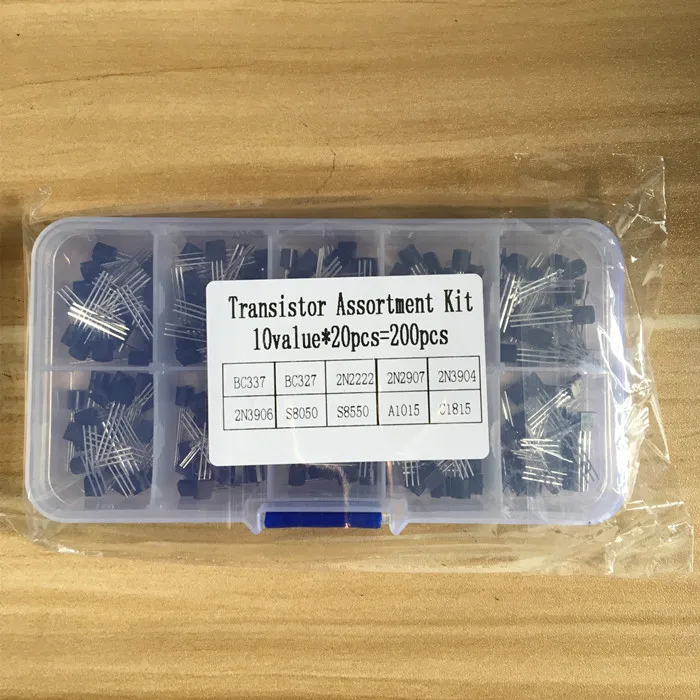 Transistor Assortment Kit
10value*20pcs=200pcs
BC337 BC327 2N2222 2N2907 2N3904
2N3906 S8050 S8550 A1015 C1815